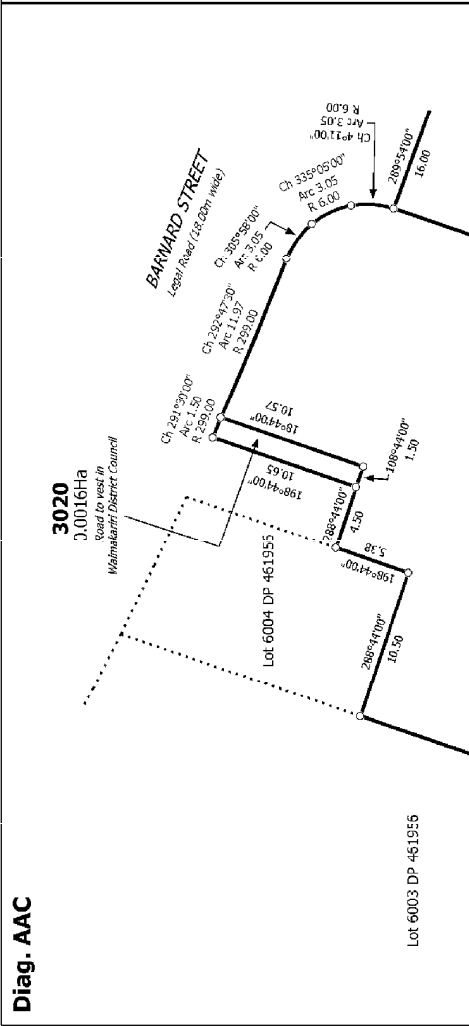 Diag. AAC
3020
0.0016Ha
Road to vest in
Waimakariri District Council
BARNARD STREET
Legal Road (18.00m wide)
Ch 291°30'00"
Arc 1.50
R 299.00
Ch 292°47'30"
Arc 11.97
R 299.00
Ch 305°58'00"
Arc 3.05
R 6.00
Ch 335°05'00"
Arc 3.05
R 6.00
Ch 4°11'00"
Arc 3.05
R 6.00
289°54'00"
16.00
198°44'00"
10.65
18°44'00"
10.57
108°44'00"
1.50
288°44'00"
4.50
198°44'00"
5.38
288°44'00"
10.50
Lot 6004 DP 461956
Lot 6003 DP 461956